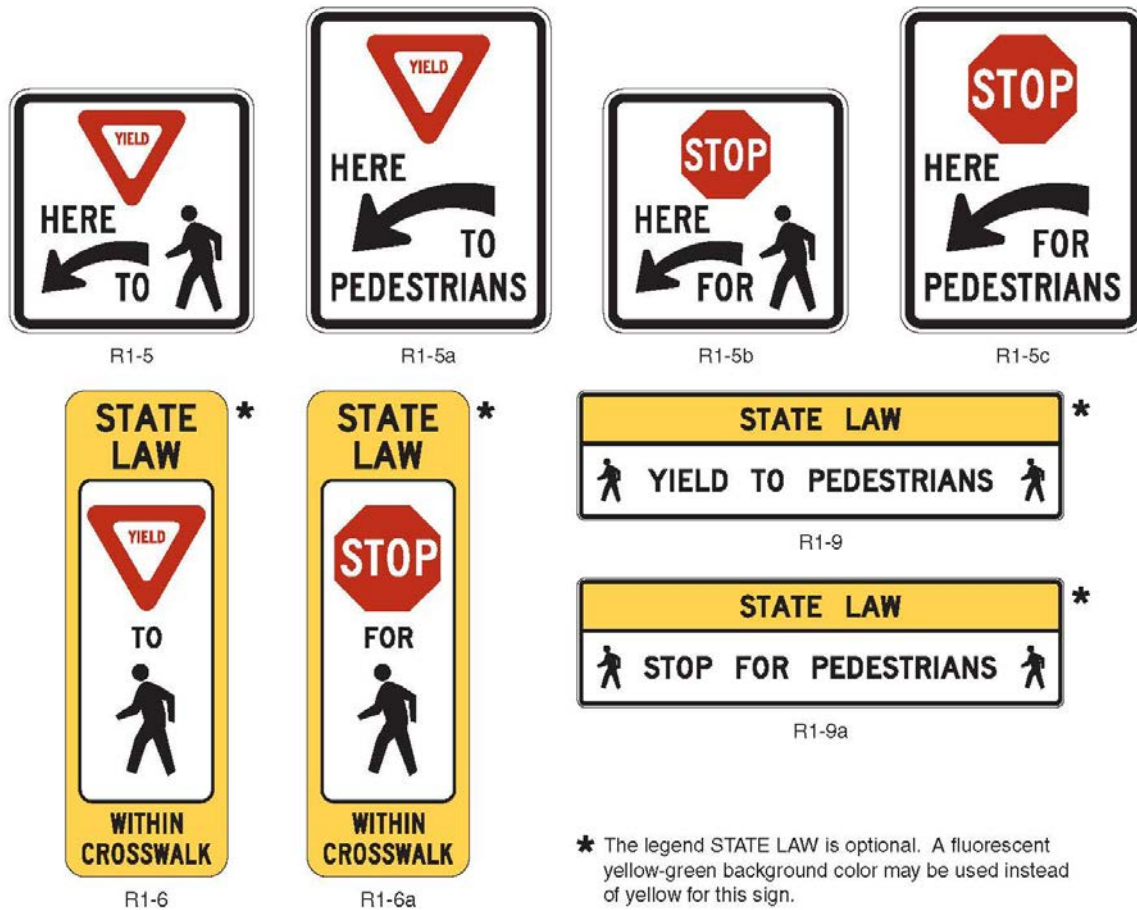 YIELD
HERE
TO
R1-5
YIELD
HERE
TO
PEDESTRIANS
R1-5a
STOP
HERE
FOR
R1-5b
STOP
HERE
FOR
PEDESTRIANS
R1-5c
STATE
LAW
*
YIELD
TO
WITHIN
CROSSWALK
R1-6
STATE
LAW
*
STOP
FOR
WITHIN
CROSSWALK
R1-6a
STATE LAW
*
YIELD TO PEDESTRIANS
R1-9
STATE LAW
*
STOP FOR PEDESTRIANS
R1-9a
* The legend STATE LAW is optional. A fluorescent
yellow-green background color may be used instead
of yellow for this sign.